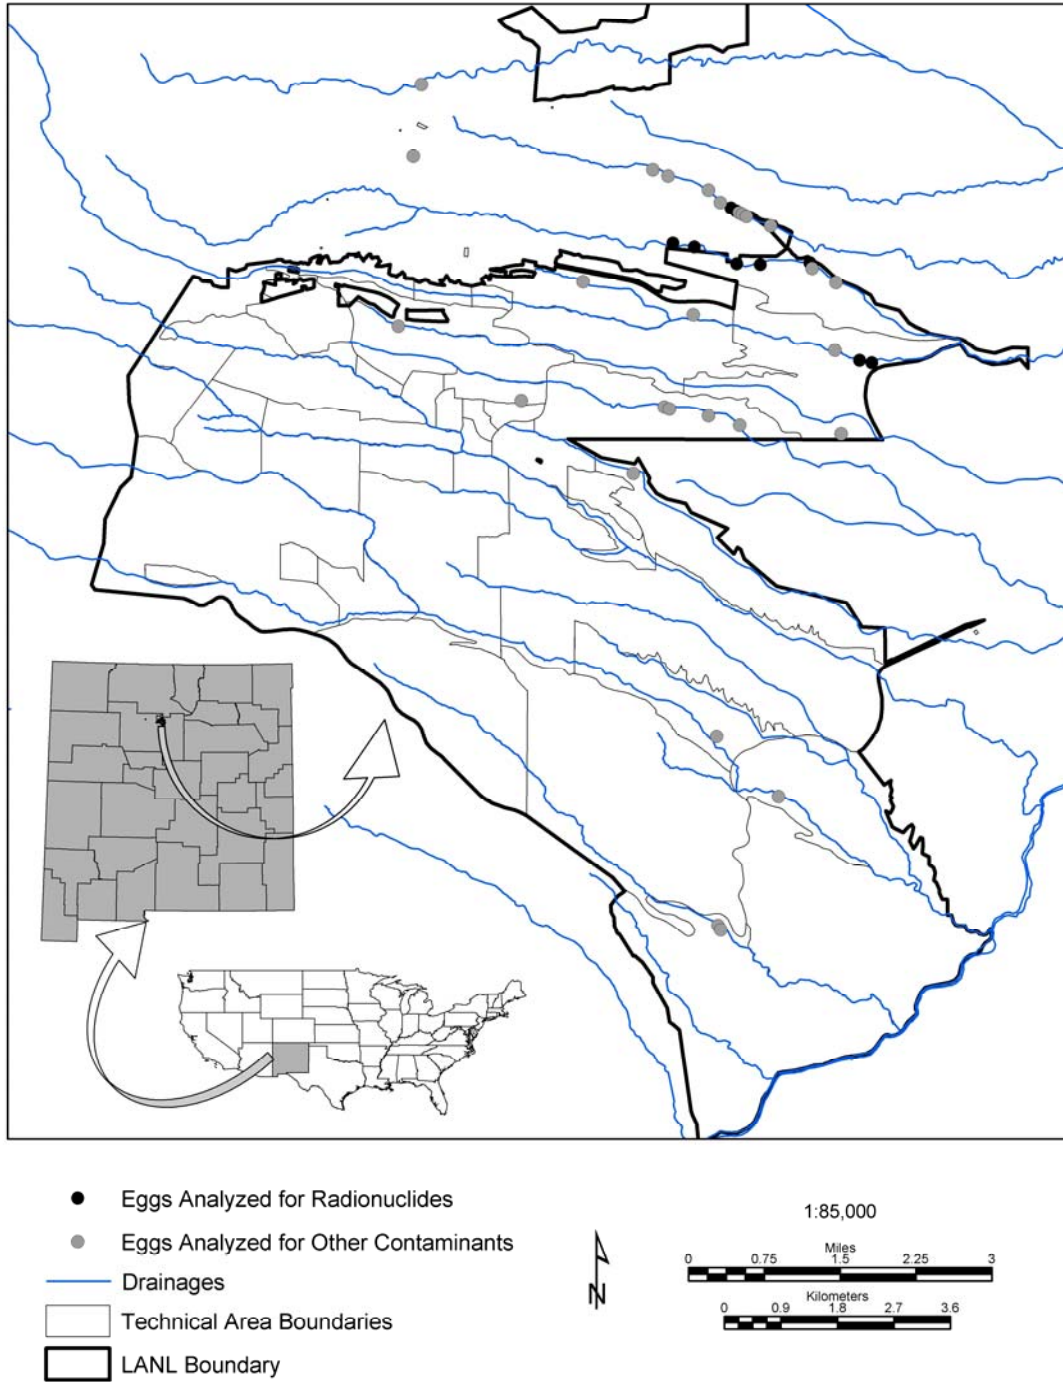 Eggs Analyzed for Radionuclides
Eggs Analyzed for Other Contaminants
Drainages
Technical Area Boundaries
LANL Boundary
N
1:85,000
Miles
0 0.75 1.5 2.25 3
Kilometers
0 0.9 1.8 2.7 3.6